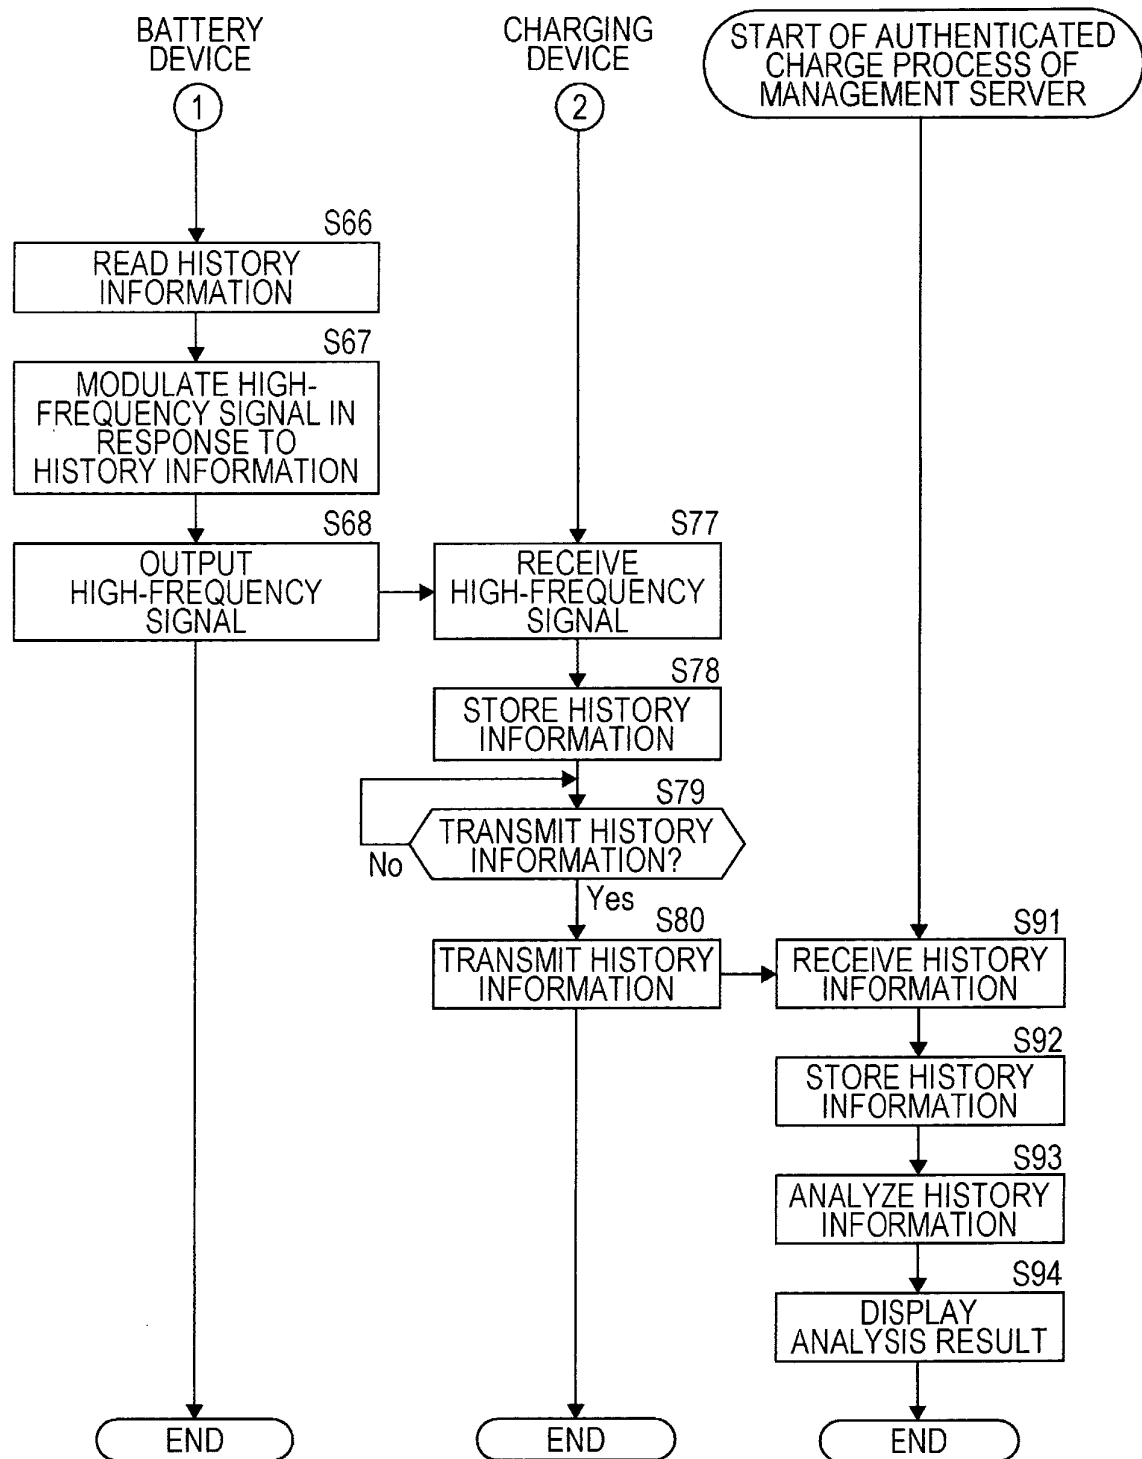 BATTERY
DEVICE
1
CHARGING
DEVICE
2
START OF AUTHENTICATED
CHARGE PROCESS OF
MANAGEMENT SERVER
S66
READ HISTORY
INFORMATION
S67
MODULATE HIGH-
FREQUENCY SIGNAL IN
RESPONSE TO
HISTORY INFORMATION
S68
OUTPUT
HIGH-FREQUENCY
SIGNAL
S77
RECEIVE
HIGH-FREQUENCY
SIGNAL
S78
STORE HISTORY
INFORMATION
S79
TRANSMIT HISTORY
INFORMATION?
No
Yes
S80
TRANSMIT HISTORY
INFORMATION
S91
RECEIVE HISTORY
INFORMATION
S92
STORE HISTORY
INFORMATION
S93
ANALYZE HISTORY
INFORMATION
S94
DISPLAY
ANALYSIS RESULT
END
END
END